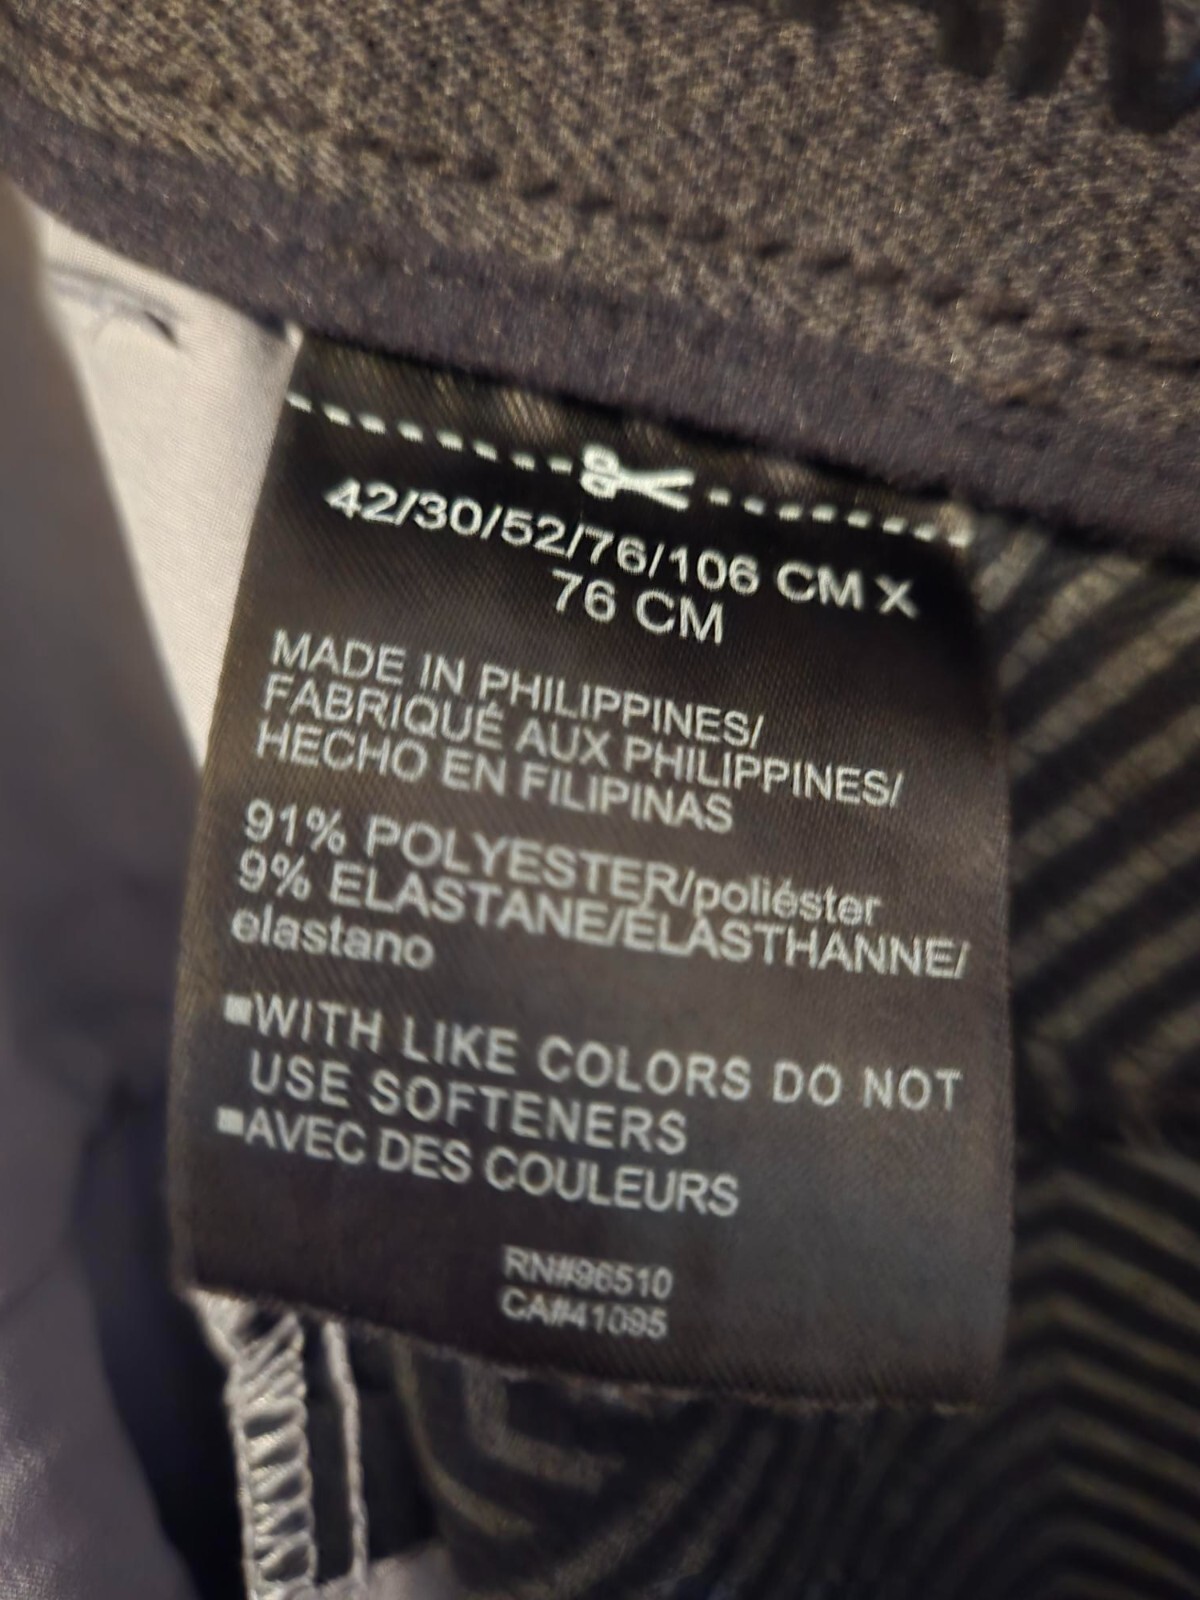 42/30/52/76/106 CM X
76 CM
MADE IN PHILIPPINES/
FABRIQUÉ AUX PHILIPPINES/
HECHO EN FILIPINAS
91% POLYESTER/poliéster
9% ELASTANE/ÉLASTHANNE/
elastano
■WITH LIKE COLORS DO NOT
USE SOFTENERS
■AVEC DES COULEURS
RN#96510
CA#41095